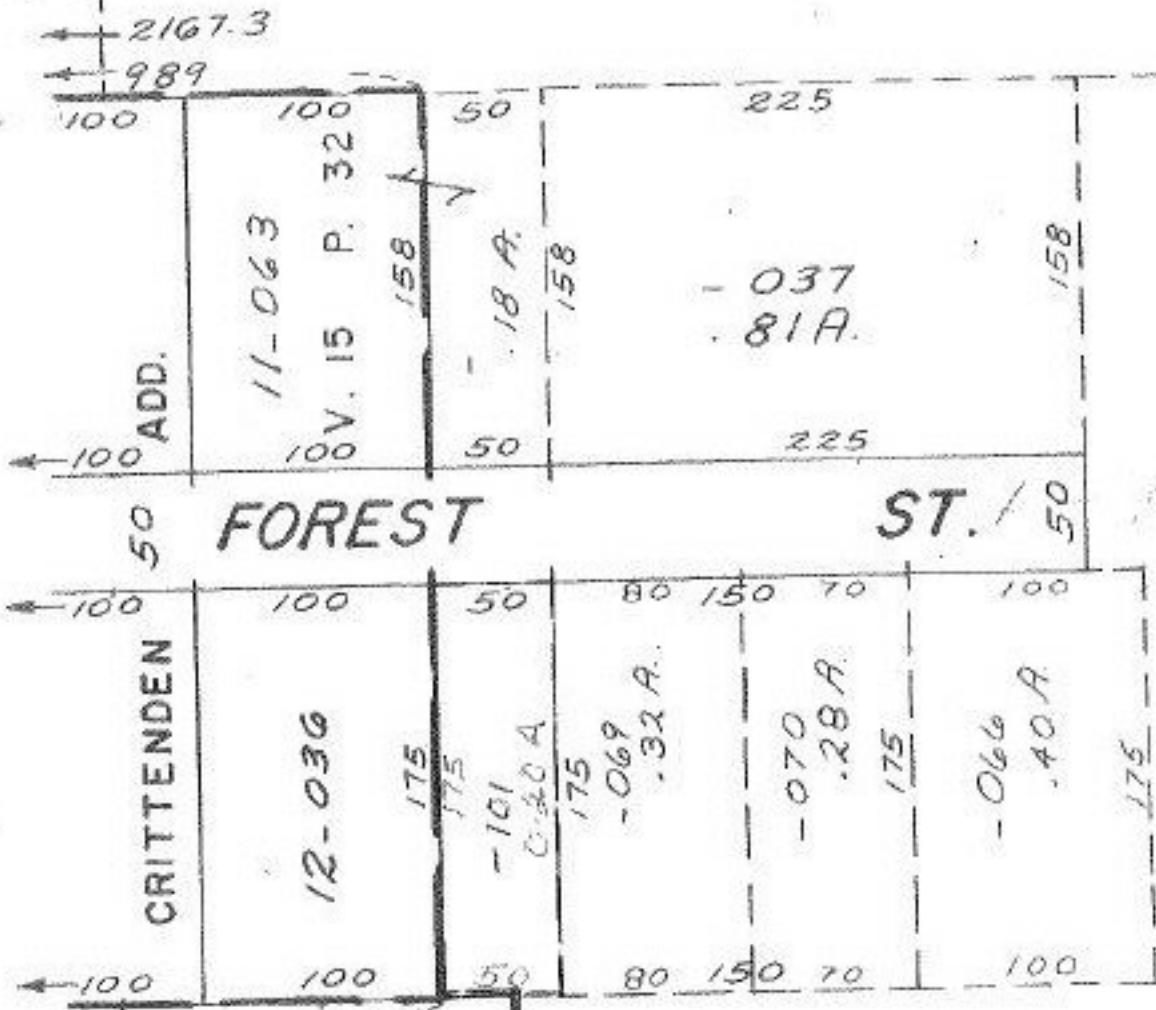 2167.3
989
100 100 50 225
11-063
V. 15 P. 32
158
- .18 A.
158
- 037
.81 A.
158
ADD.
100 100 50 225
50 FOREST ST. 50
100 100 50 80 150 70 100
CRITTENDEN
12-036
175
175
-101
0.20 A
175
-069
.32 A.
-070
.28 A.
175
-066
.40 A.
175
100 100 50 80 150 70 100